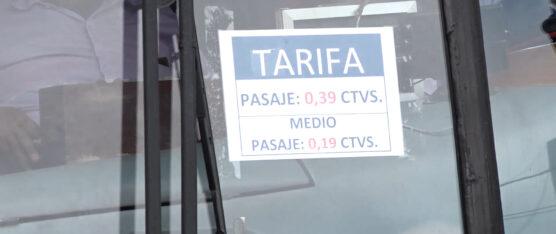 TARIFA
PASAJE: 0,39 CTVS.
MEDIO
PASAJE: 0,19 CTVS.